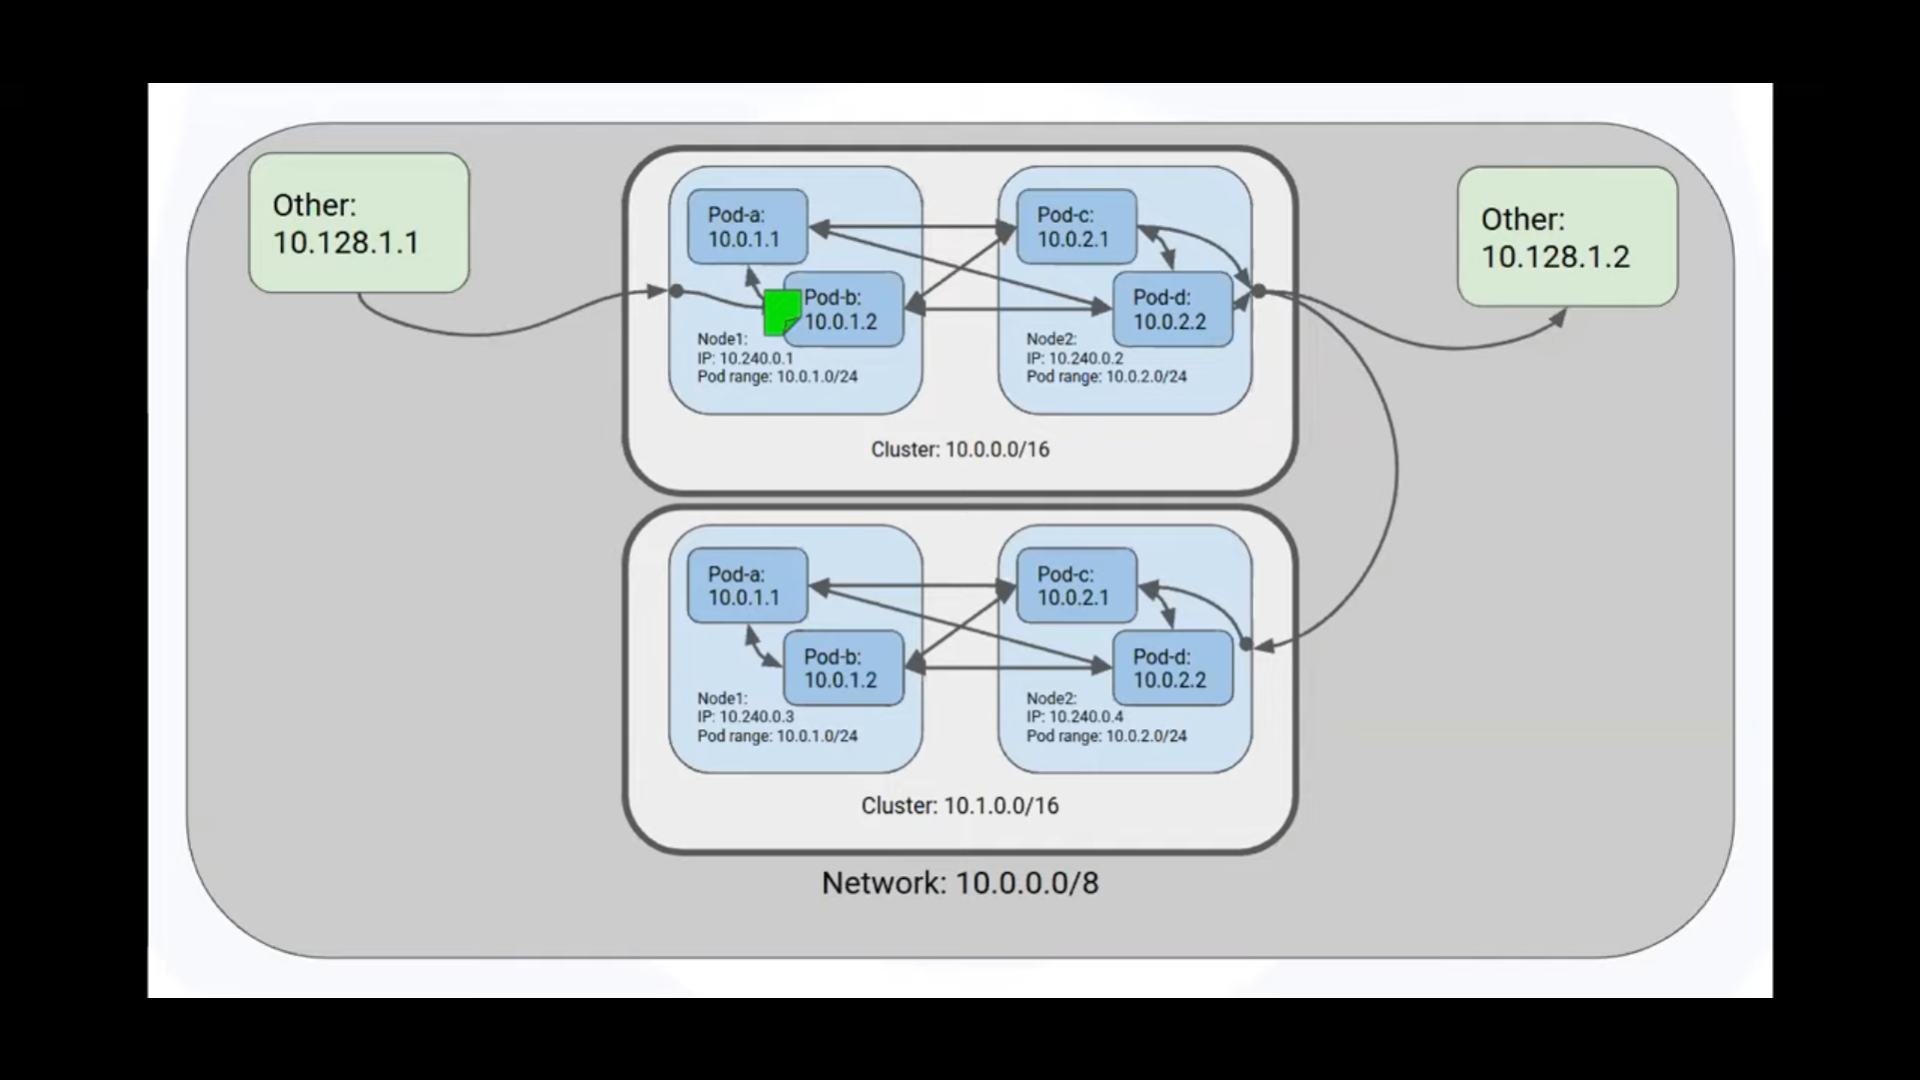 Other:
10.128.1.1
Pod-a:
10.0.1.1
Pod-b:
10.0.1.2
Node1:
IP: 10.240.0.1
Pod range: 10.0.1.0/24
Pod-c:
10.0.2.1
Pod-d:
10.0.2.2
Node2:
IP: 10.240.0.2
Pod range: 10.0.2.0/24
Cluster: 10.0.0.0/16
Other:
10.128.1.2
Pod-a:
10.0.1.1
Pod-b:
10.0.1.2
Node1:
IP: 10.240.0.3
Pod range: 10.0.1.0/24
Pod-c:
10.0.2.1
Pod-d:
10.0.2.2
Node2:
IP: 10.240.0.4
Pod range: 10.0.2.0/24
Cluster: 10.1.0.0/16
Network: 10.0.0.0/8